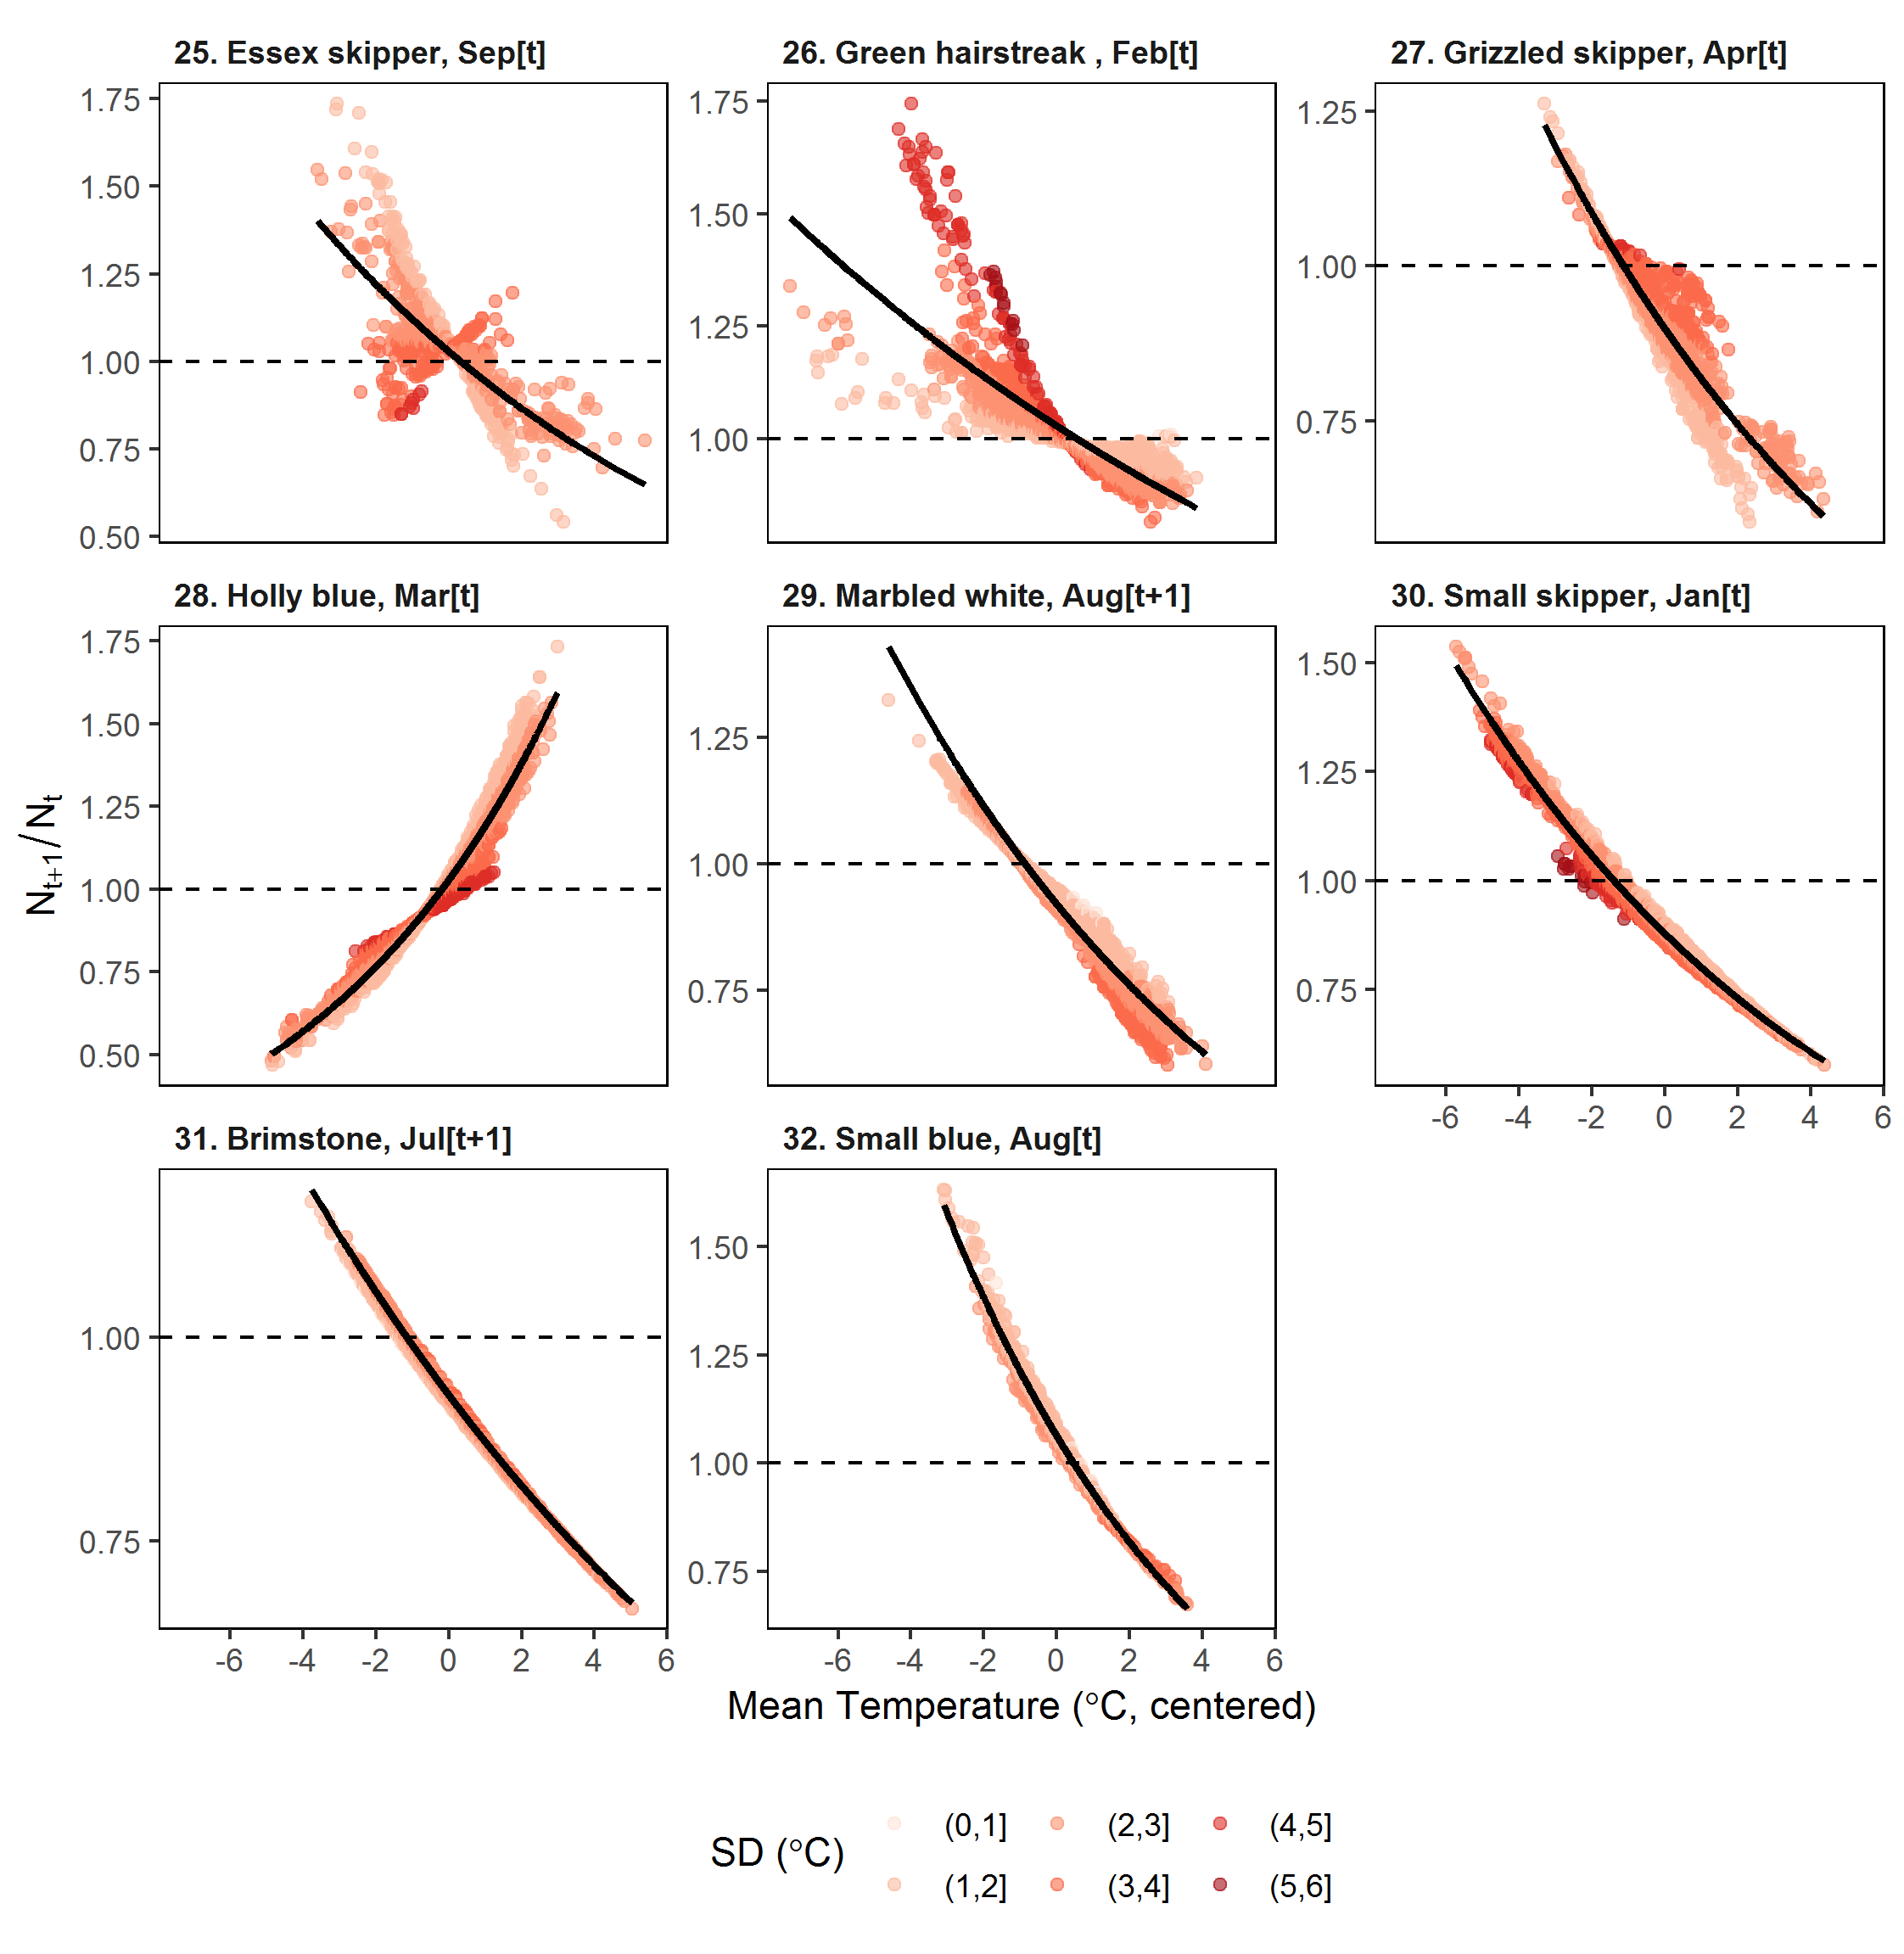 25. Essex skipper, Sep[t]
26. Green hairstreak , Feb[t]
27. Grizzled skipper, Apr[t]
1.75
1.50
1.25
1.00
0.75
0.50
1.75
1.50
1.25
1.00
1.25
1.00
0.75
28. Holly blue, Mar[t]
29. Marbled white, Aug[t+1]
30. Small skipper, Jan[t]
1.75
1.50
1.25
1.00
0.75
0.50
1.25
1.00
0.75
1.50
1.25
1.00
0.75
-6 -4 -2 0 2 4 6
Nt+1/Nt
31. Brimstone, Jul[t+1]
32. Small blue, Aug[t]
1.00
0.75
1.50
1.25
1.00
0.75
-6 -4 -2 0 2 4 6
-6 -4 -2 0 2 4 6
Mean Temperature (°C, centered)
SD (°C)
(0,1] (2,3] (4,5]
(1,2] (3,4] (5,6]